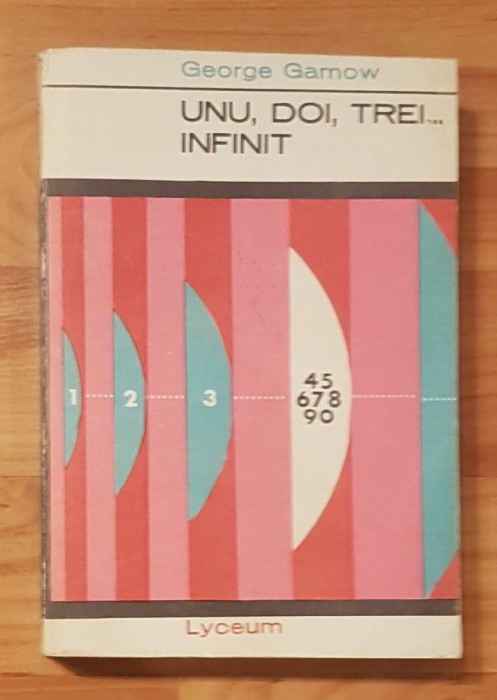 George Gamow
UNU, DOI, TREI...
INFINIT
1
2
3
45
678
90
Lyceum